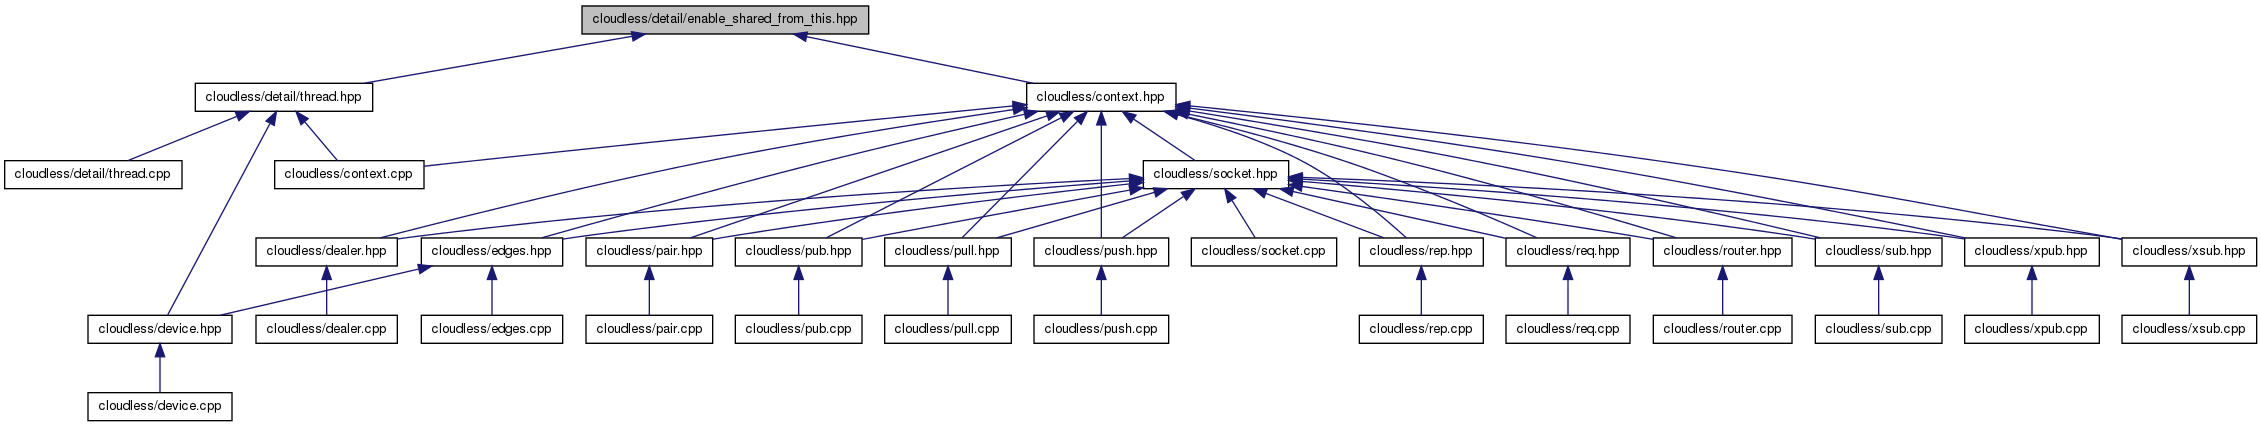 cloudless/detail/enable_shared_from_this.hpp
cloudless/detail/thread.hpp
cloudless/context.hpp
cloudless/detail/thread.cpp
cloudless/context.cpp
cloudless/socket.hpp
cloudless/dealer.hpp
cloudless/edges.hpp
cloudless/pair.hpp
cloudless/pub.hpp
cloudless/pull.hpp
cloudless/push.hpp
cloudless/socket.cpp
cloudless/rep.hpp
cloudless/req.hpp
cloudless/router.hpp
cloudless/sub.hpp
cloudless/xpub.hpp
cloudless/xsub.hpp
cloudless/device.hpp
cloudless/dealer.cpp
cloudless/edges.cpp
cloudless/pair.cpp
cloudless/pub.cpp
cloudless/pull.cpp
cloudless/push.cpp
cloudless/rep.cpp
cloudless/req.cpp
cloudless/router.cpp
cloudless/sub.cpp
cloudless/xpub.cpp
cloudless/xsub.cpp
cloudless/device.cpp